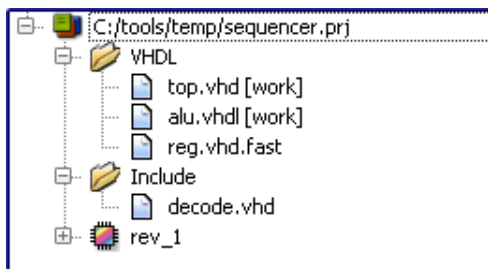 C:/tools/temp/sequencer.prj
VHDL
top.vhd [work]
alu.vhdl [work]
reg.vhd.fast
Include
decode.vhd
rev_1